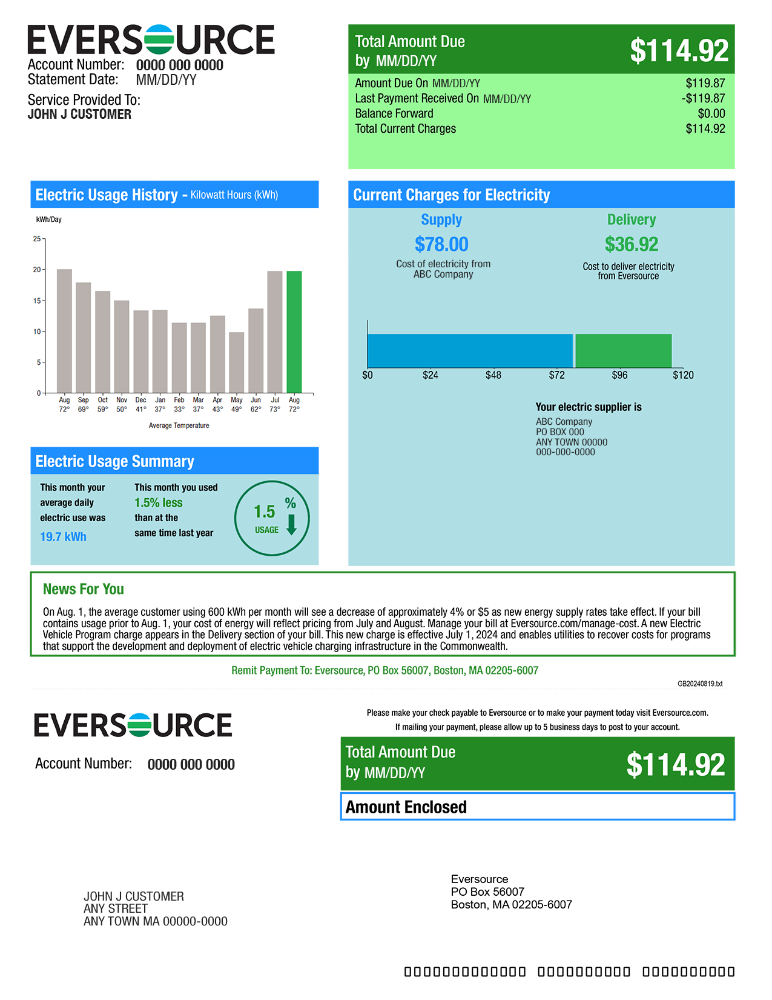 EVERSOURCE
Account Number: 0000 000 0000
Statement Date: MM/DD/YY
Service Provided To:
JOHN J CUSTOMER
Total Amount Due
by MM/DD/YY
$114.92
Amount Due On MM/DD/YY $119.87
Last Payment Received On MM/DD/YY -$119.87
Balance Forward $0.00
Total Current Charges $114.92
Electric Usage History - Kilowatt Hours (kWh)
kWh/Day
25
20
15
10
5
0
Aug Sep Oct Nov Dec Jan Feb Mar Apr May Jun Jul Aug
72° 69° 59° 50° 41° 37° 33° 37° 43° 49° 62° 73° 72°
Average Temperature
Current Charges for Electricity
Supply
$78.00
Cost of electricity from
ABC Company
Delivery
$36.92
Cost to deliver electricity
from Eversource
$0 $24 $48 $72 $96 $120
Your electric supplier is
ABC Company
PO BOX 000
ANY TOWN 00000
000-000-0000
Electric Usage Summary
This month your
average daily
electric use was
19.7 kWh
This month you used
1.5% less
than at the
same time last year
1.5 %
USAGE
News For You
On Aug. 1, the average customer using 600 kWh per month will see a decrease of approximately 4% or $5 as new energy supply rates take effect. If your bill
contains usage prior to Aug. 1, your cost of energy will reflect pricing from July and August. Manage your bill at Eversource.com/manage-cost. A new Electric
Vehicle Program charge appears in the Delivery section of your bill. This new charge is effective July 1, 2024 and enables utilities to recover costs for programs
that support the development and deployment of electric vehicle charging infrastructure in the Commonwealth.
Remit Payment To: Eversource, PO Box 56007, Boston, MA 02205-6007
GB20240819.txt
EVERSOURCE
Account Number: 0000 000 0000
Please make your check payable to Eversource or to make your payment today visit Eversource.com.
If mailing your payment, please allow up to 5 business days to post to your account.
Total Amount Due
by MM/DD/YY
$114.92
Amount Enclosed
JOHN J CUSTOMER
ANY STREET
ANY TOWN MA 00000-0000
Eversource
PO Box 56007
Boston, MA 02205-6007